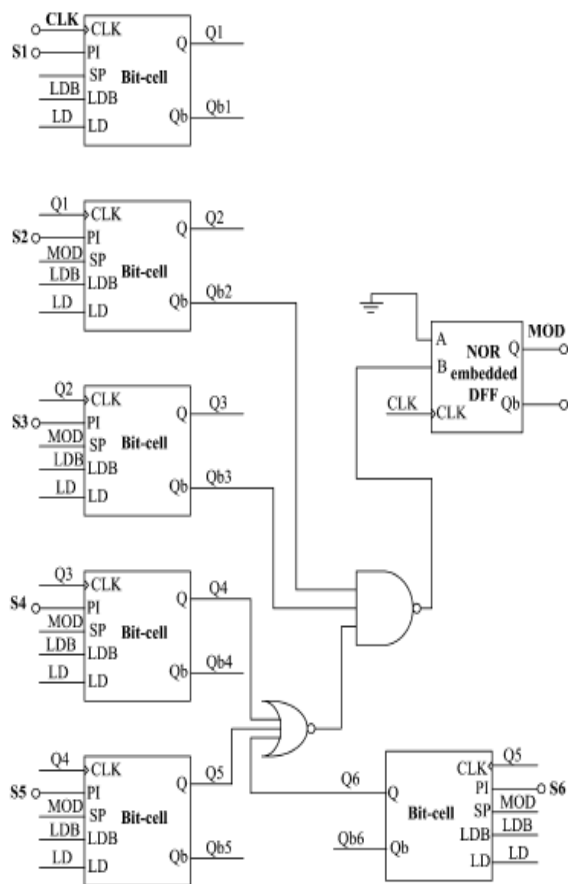 CLK
CLK
Q
Q1
S1
PI
SP
Bit-cell
LDB
LDB
LD
LD
Qb
Qb1
Q1
CLK
Q
Q2
S2
PI
MOD
SP
Bit-cell
LDB
LDB
LD
LD
Qb
Qb2
A
NOR
Q
MOD
B
embedded
DFF
CLK
CLK
Qb
Q2
CLK
Q
Q3
S3
PI
MOD
SP
Bit-cell
LDB
LDB
LD
LD
Qb
Qb3
Q3
CLK
Q
Q4
S4
PI
MOD
SP
Bit-cell
LDB
LDB
LD
LD
Qb
Qb4
Q4
CLK
Q
Q5
S5
PI
MOD
SP
Bit-cell
LDB
LDB
LD
LD
Qb
Qb5
CLK
Q5
Q6
Q
PI
S6
SP
MOD
Bit-cell
LDB
LDB
Qb6
Qb
LD
LD